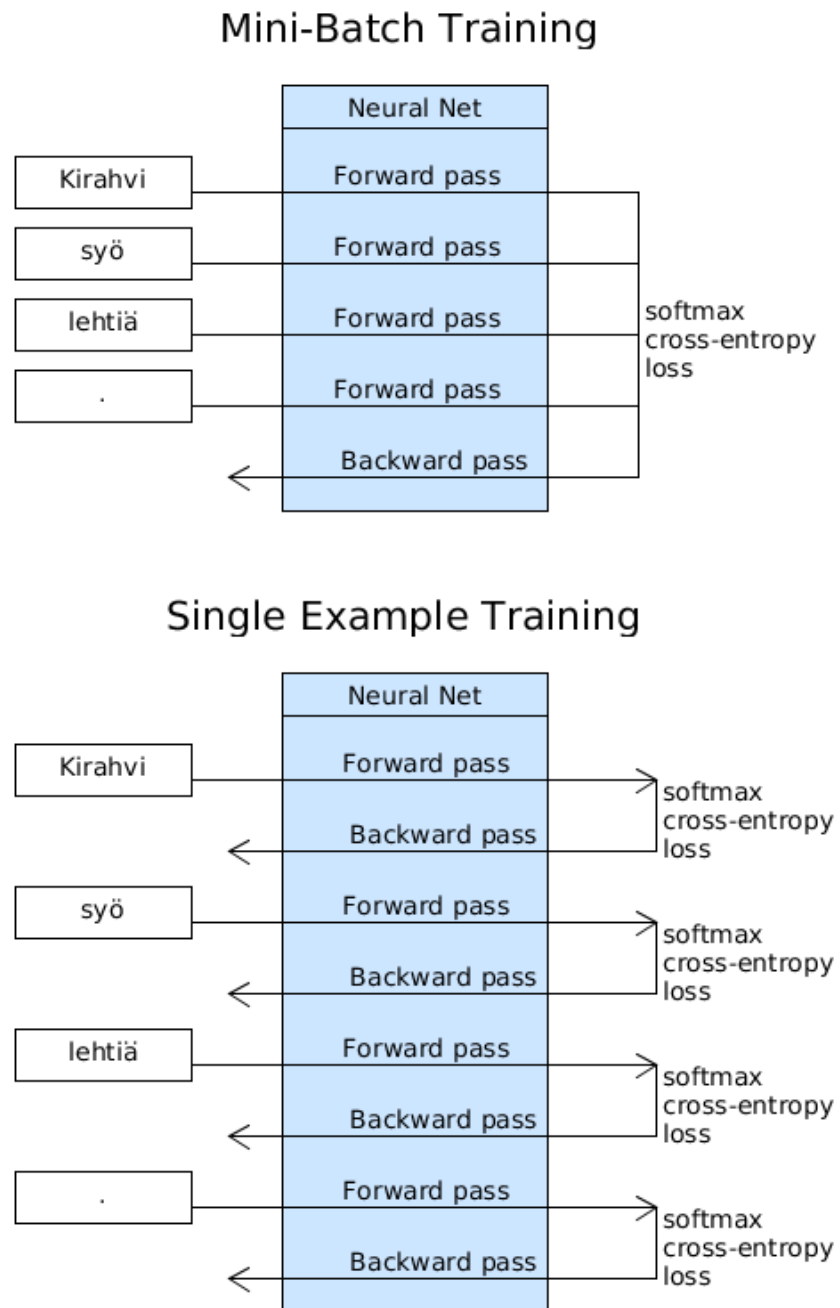 Mini-Batch Training
Neural Net
Kirahvi
Forward pass
syö
Forward pass
lehtiä
Forward pass
.
Forward pass
softmax
cross-entropy
loss
Backward pass
Single Example Training
Neural Net
Kirahvi
Forward pass
softmax
cross-entropy
loss
Backward pass
syö
Forward pass
softmax
cross-entropy
loss
Backward pass
lehtiä
Forward pass
softmax
cross-entropy
loss
Backward pass
.
Forward pass
softmax
cross-entropy
loss
Backward pass